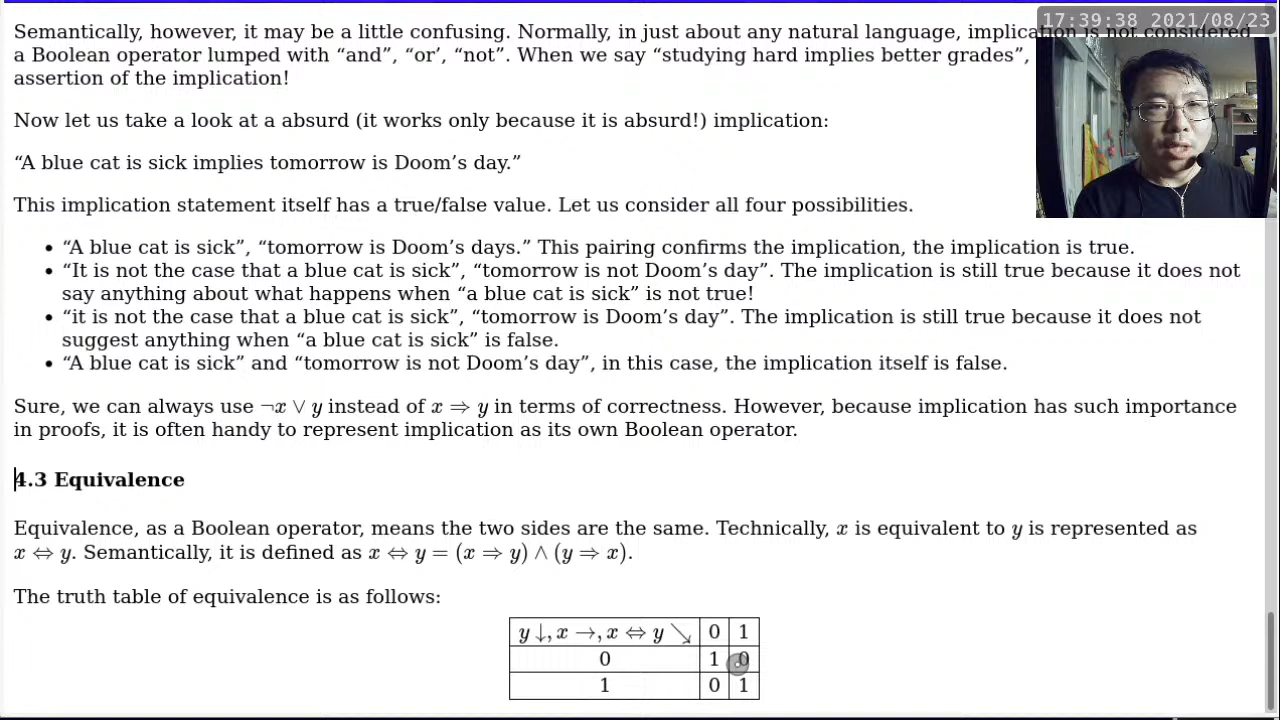 17:39:38 2021/08/23
Semantically, however, it may be a little confusing. Normally, in just about any natural language, implication is not considered
a Boolean operator lumped with “and”, “or’, “not”. When we say “studying hard implies better grades”,
assertion of the implication!
Now let us take a look at a absurd (it works only because it is absurd!) implication:
“A blue cat is sick implies tomorrow is Doom’s day.”
This implication statement itself has a true/false value. Let us consider all four possibilities.
• “A blue cat is sick”, “tomorrow is Doom’s days.” This pairing confirms the implication, the implication is true.
• “It is not the case that a blue cat is sick”, “tomorrow is not Doom’s day”. The implication is still true because it does not
say anything about what happens when “a blue cat is sick” is not true!
• “it is not the case that a blue cat is sick”, “tomorrow is Doom’s day”. The implication is still true because it does not
suggest anything when “a blue cat is sick” is false.
• “A blue cat is sick” and “tomorrow is not Doom’s day”, in this case, the implication itself is false.
Sure, we can always use ¬x ∨ y instead of x ⇒ y in terms of correctness. However, because implication has such importance
in proofs, it is often handy to represent implication as its own Boolean operator.
4.3 Equivalence
Equivalence, as a Boolean operator, means the two sides are the same. Technically, x is equivalent to y is represented as
x ⇔ y. Semantically, it is defined as x ⇔ y = (x ⇒ y) ∧ (y ⇒ x).
The truth table of equivalence is as follows:
y ↓, x →, x ⇔ y ↘ 0 1
0 1 0
1 0 1